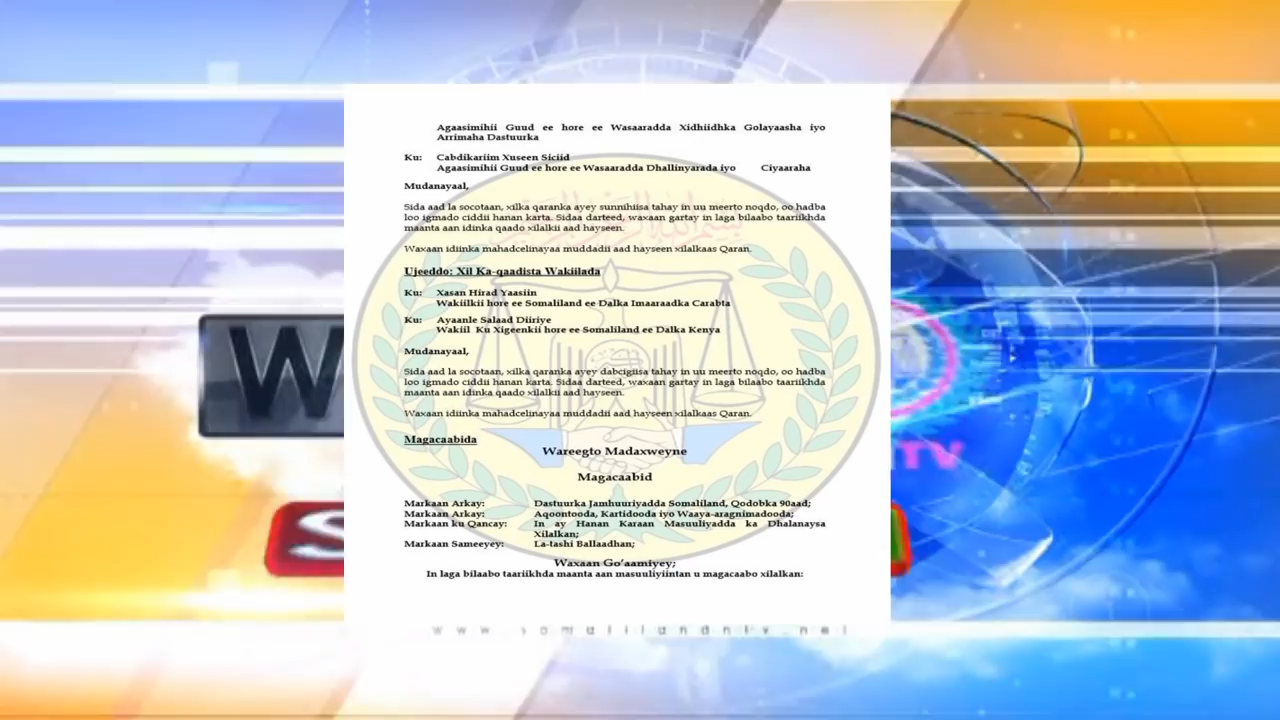 Agaasimihii Guud ee hore ee Wasaaradda Xidhiidhka Golayaasha iyo
Arrimaha Dastuurka
Ku: Cabdikariim Xuseen Siciid
Agaasimihii Guud ee hore ee Wasaaradda Dhallinyarada iyo Ciyaaraha
Mudanayaal,
Sida aad la socotaan, xilka qaranka ayey sunnihiisa tahay in uu meerto noqdo, oo hadba
loo igmado ciddii hanan karta. Sidaa darteed, waxaan gartay in laga bilaabo taariikhda
maanta aan idinka qaado xilalkii aad hayseen.
Waxaan idiinka mahadcelinayaa muddadii aad hayseen xilalkaas Qaran.
Ujeeddo: Xil Ka-qaadista Wakiilada
Ku: Xasan Hirad Yaasiin
Wakiilkii hore ee Somaliland ee Dalka Imaaraadka Carabta
Ku: Ayaanle Salaad Diiriye
Wakiil Ku Xigeenkii hore ee Somaliland ee Dalka Kenya
Mudanayaal,
Sida aad la socotaan, xilka qaranka ayey dabcigiisa tahay in uu meerto noqdo, oo hadba
loo igmado ciddii hanan karta. Sidaa darteed, waxaan gartay in laga bilaabo taariikhda
maanta aan idinka qaado xilalkii aad hayseen.
Waxaan idiinka mahadcelinayaa muddadii aad hayseen xilalkaas Qaran.
Magacaabida
Wareegto Madaxweyne
Magacaabid
Markaan Arkay: Dastuurka Jamhuuriyadda Somaliland, Qodobka 90aad;
Markaan Arkay: Aqoontooda, Kartidooda iyo Waaya-aragnimadooda;
Markaan ku Qancay: In ay Hanan Karaan Masuuliyadda ka Dhalanaysa
Xilalkan;
Markaan Sameeyey: La-tashi Ballaadhan;
Waxaan Go'aamiyey;
In laga bilaabo taariikhda maanta aan masuuliyiintan u magacaabo xilalkan:
W
NTV
S
www.somalilandntv.net